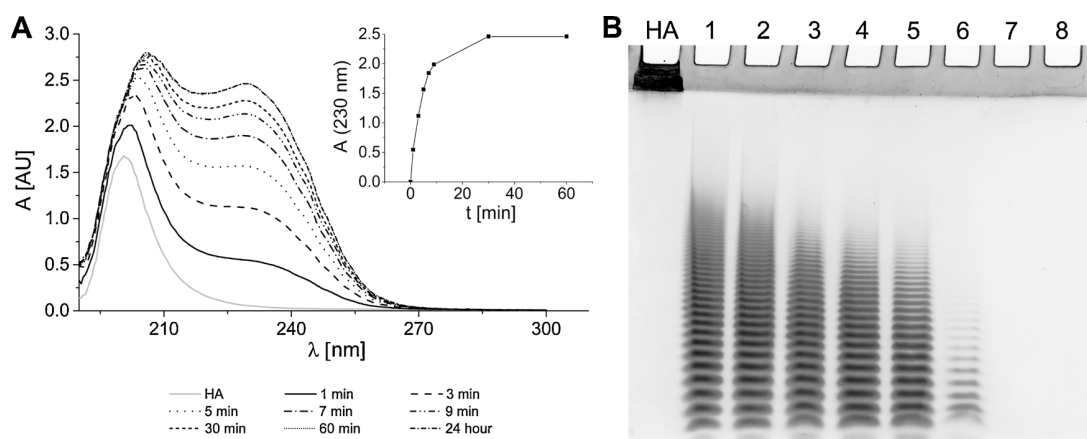 A
3.0
2.5
2.0
1.5
1.0
0.5
0.0
A [AU]
210 240 270 300
λ [nm]
2.5
2.0
1.5
1.0
0.5
0.0
A (230 nm)
0 20 40 60
t [min]
HA 1 min 3 min
5 min 7 min 9 min
30 min 60 min 24 hour
B
HA 1 2 3 4 5 6 7 8